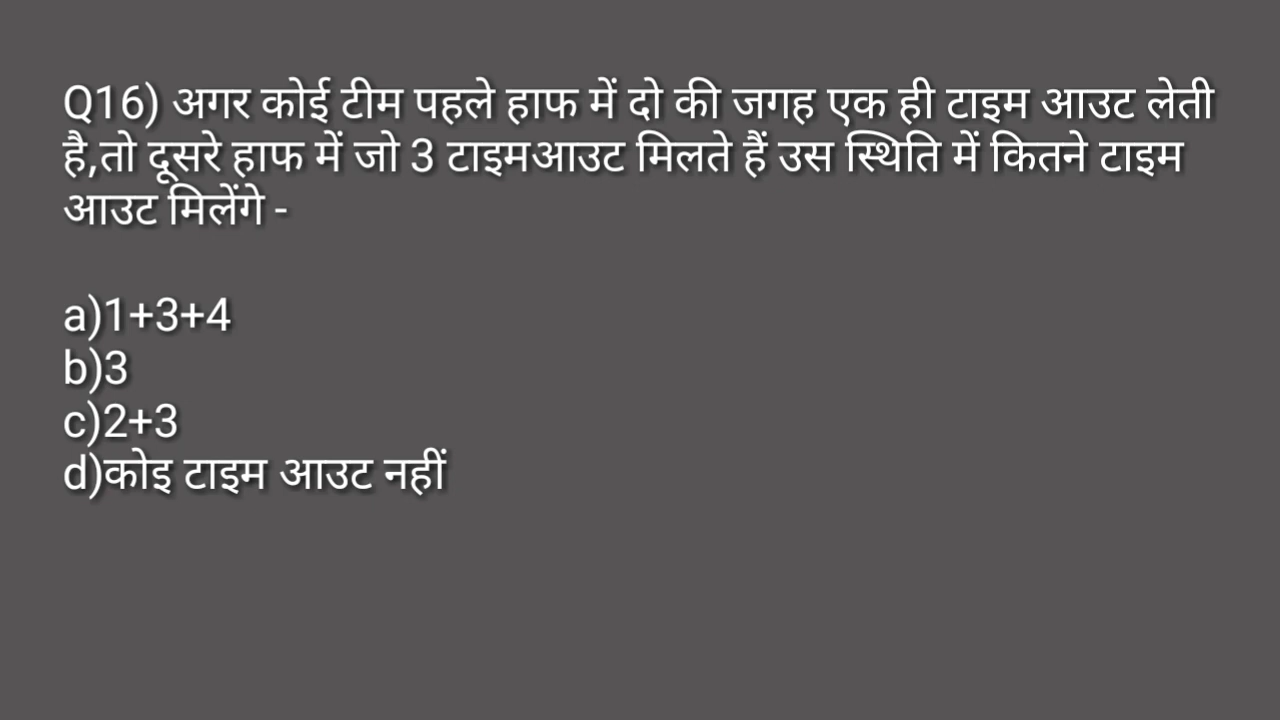 Q16) अगर कोई टीम पहले हाफ में दो की जगह एक ही टाइम आउट लेती
है,तो दूसरे हाफ में जो 3 टाइमआउट मिलते हैं उस स्थिति में कितने टाइम
आउट मिलेंगे -
a)1+3+4
b)3
c)2+3
d)कोइ टाइम आउट नहीं